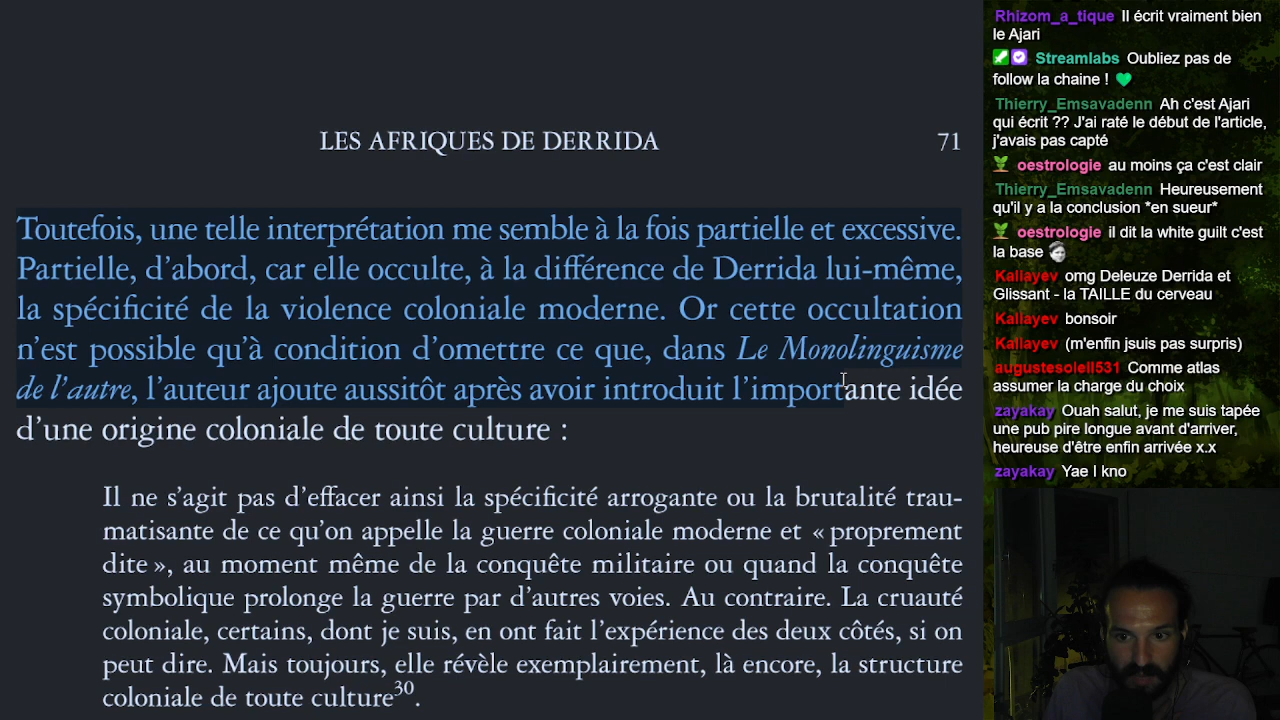 LES AFRIQUES DE DERRIDA 71
Toutefois, une telle interprétation me semble à la fois partielle et excessive.
Partielle, d'abord, car elle occulte, à la différence de Derrida lui-même,
la spécificité de la violence coloniale moderne. Or cette occultation
n'est possible qu'à condition d'omettre ce que, dans Le Monolinguisme
de l'autre, l'auteur ajoute aussitôt après avoir introduit l'importante idée
d'une origine coloniale de toute culture :
Il ne s'agit pas d'effacer ainsi la spécificité arrogante ou la brutalité trau-
matisante de ce qu'on appelle la guerre coloniale moderne et « proprement
dite », au moment même de la conquête militaire ou quand la conquête
symbolique prolonge la guerre par d'autres voies. Au contraire. La cruauté
coloniale, certains, dont je suis, en ont fait l'expérience des deux côtés, si on
peut dire. Mais toujours, elle révèle exemplairement, là encore, la structure
coloniale de toute culture30.
Rhizom_a_tique Il écrit vraiment bien
le Ajari
Streamlabs Oubliez pas de
follow la chaine !
Thierry_Emsavadenn Ah c'est Ajari
qui écrit ?? J'ai raté le début de l'article,
j'avais pas capté
oestrologie au moins ça c'est clair
Thierry_Emsavadenn Heureusement
qu'il y a la conclusion *en sueur*
oestrologie il dit la white guilt c'est
la base
Kaliayev omg Deleuze Derrida et
Glissant - la TAILLE du cerveau
Kaliayev bonsoir
Kaliayev (m'enfin jsuis pas surpris)
augustesoleil531 Comme atlas
assumer la charge du choix
zayakay Ouah salut, je me suis tapée
une pub pire longue avant d'arriver,
heureuse d'être enfin arrivée x.x
zayakay Yae I kno